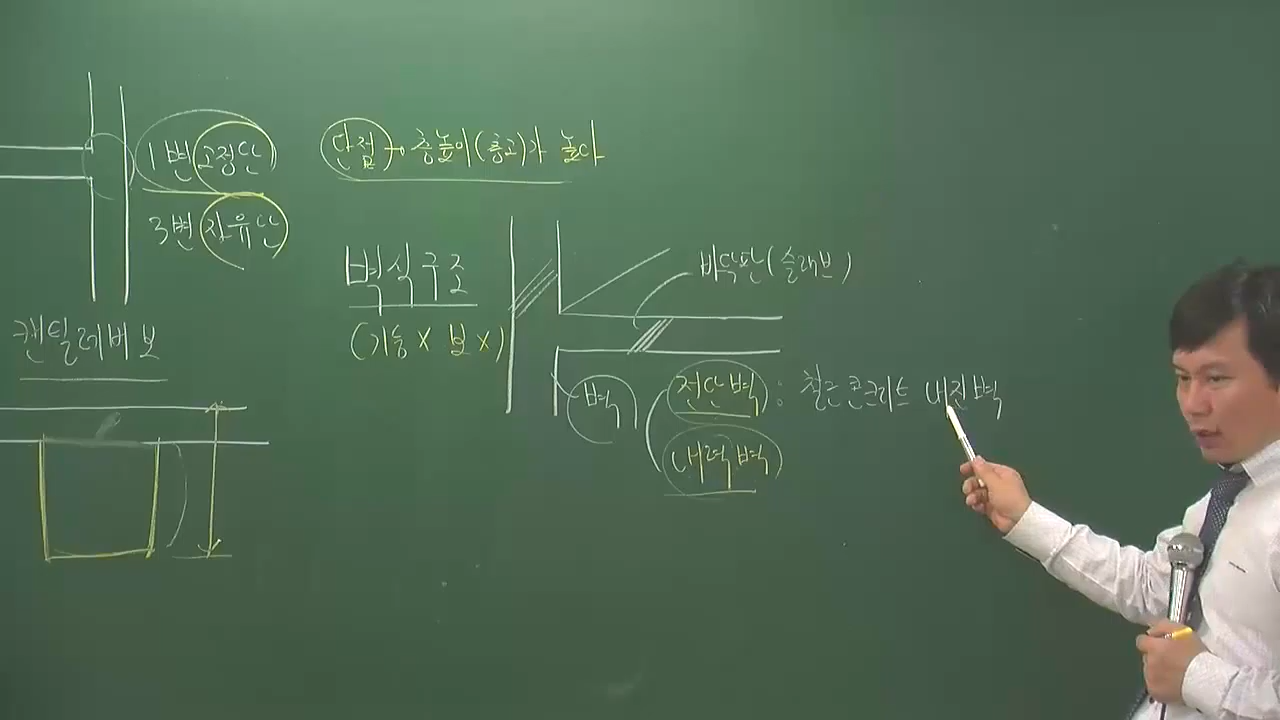 1변 고정단
3변 자유단
캔틸레버보
단점 → 층높이(층고)가 높다
벽식구조
(기둥 X 보 X)
바닥판(슬래브)
벽
전단벽 : 철근콘크리트 내진벽
내력벽